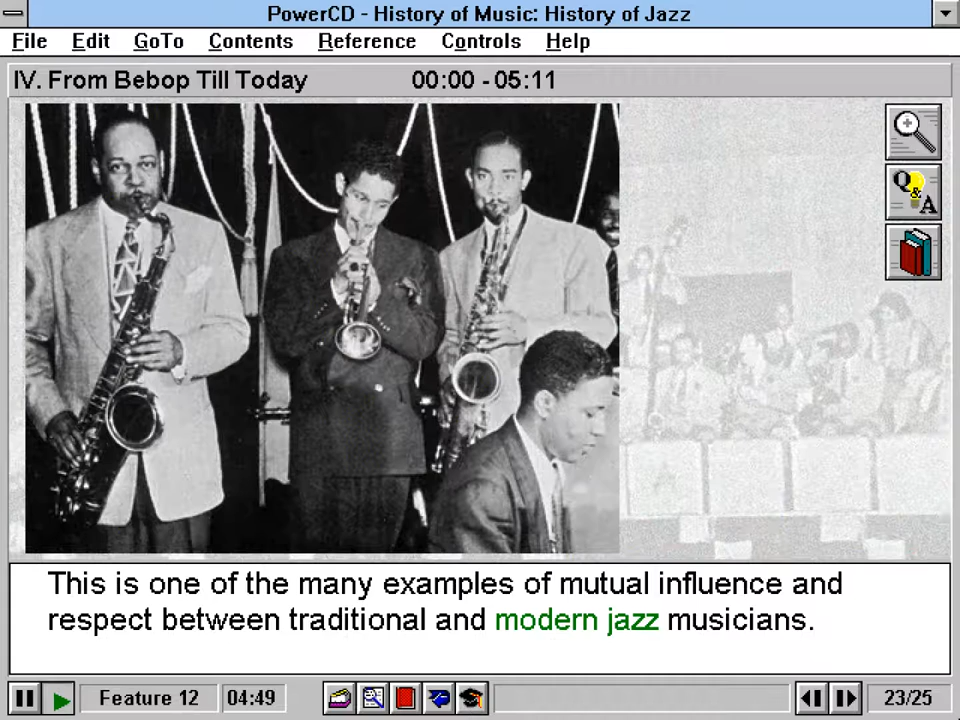 PowerCD - History of Music: History of Jazz
File Edit GoTo Contents Reference Controls Help
IV. From Bebop Till Today 00:00 - 05:11
Q & A
This is one of the many examples of mutual influence and
respect between traditional and modern jazz musicians.
Feature 12 04:49 23/25